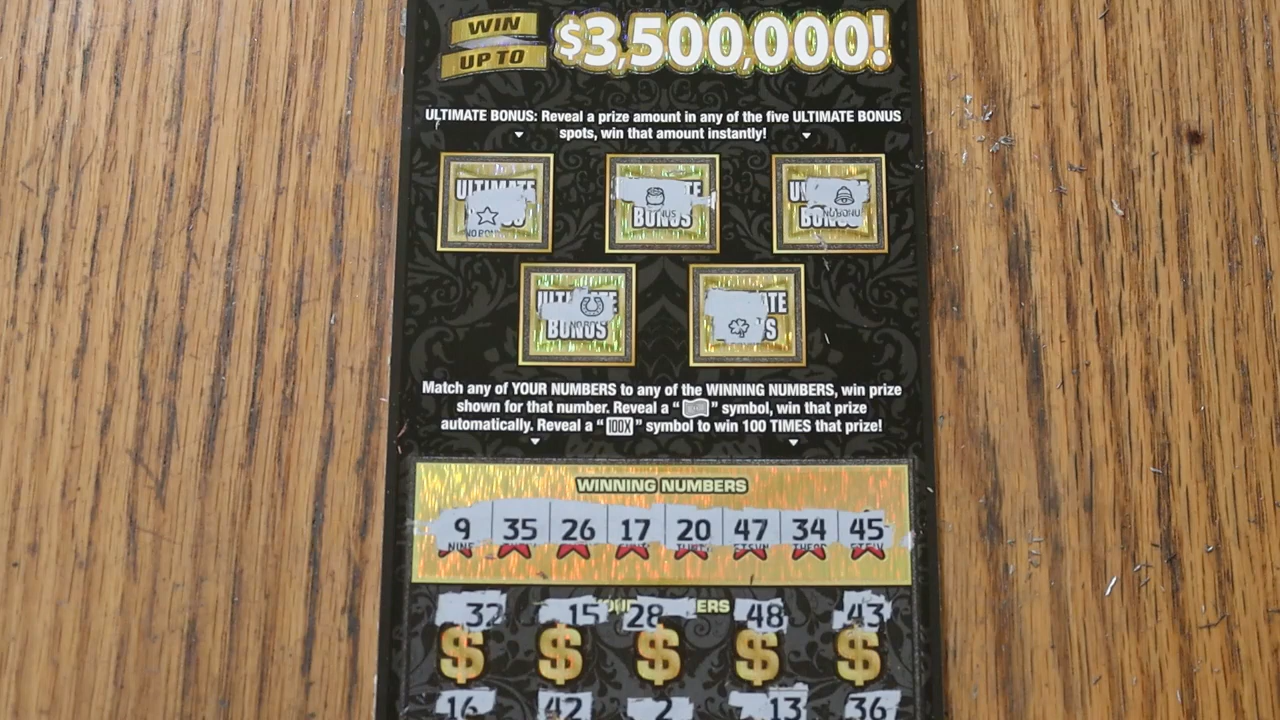 WIN
UP TO
$3,500,000!
ULTIMATE BONUS: Reveal a prize amount in any of the five ULTIMATE BONUS
spots, win that amount instantly!
ULTIMATE
NO BON
BONUS
BONUS
BONUS
Match any of YOUR NUMBERS to any of the WINNING NUMBERS, win prize
shown for that number. Reveal a “ ” symbol, win that prize
automatically. Reveal a “ 100X ” symbol to win 100 TIMES that prize!
WINNING NUMBERS
9 35 26 17 20 47 34 45
NINE
32 15 28 48 43
$ $ $ $ $
16 42 2 13 36